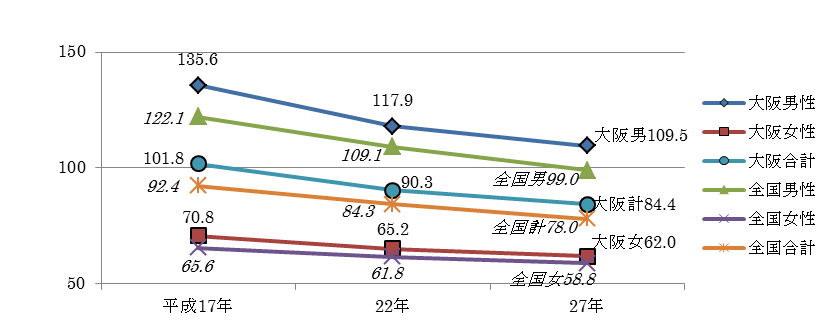 150
135.6
117.9
122.1
109.1
大阪男109.5
101.8
100
90.3
全国男99.0
92.4
84.3
大阪計84.4
全国計78.0
70.8
65.2
大阪女62.0
65.6
61.8
全国女58.8
50
平成17年
22年
27年
大阪男性
大阪女性
大阪合計
全国男性
全国女性
全国合計